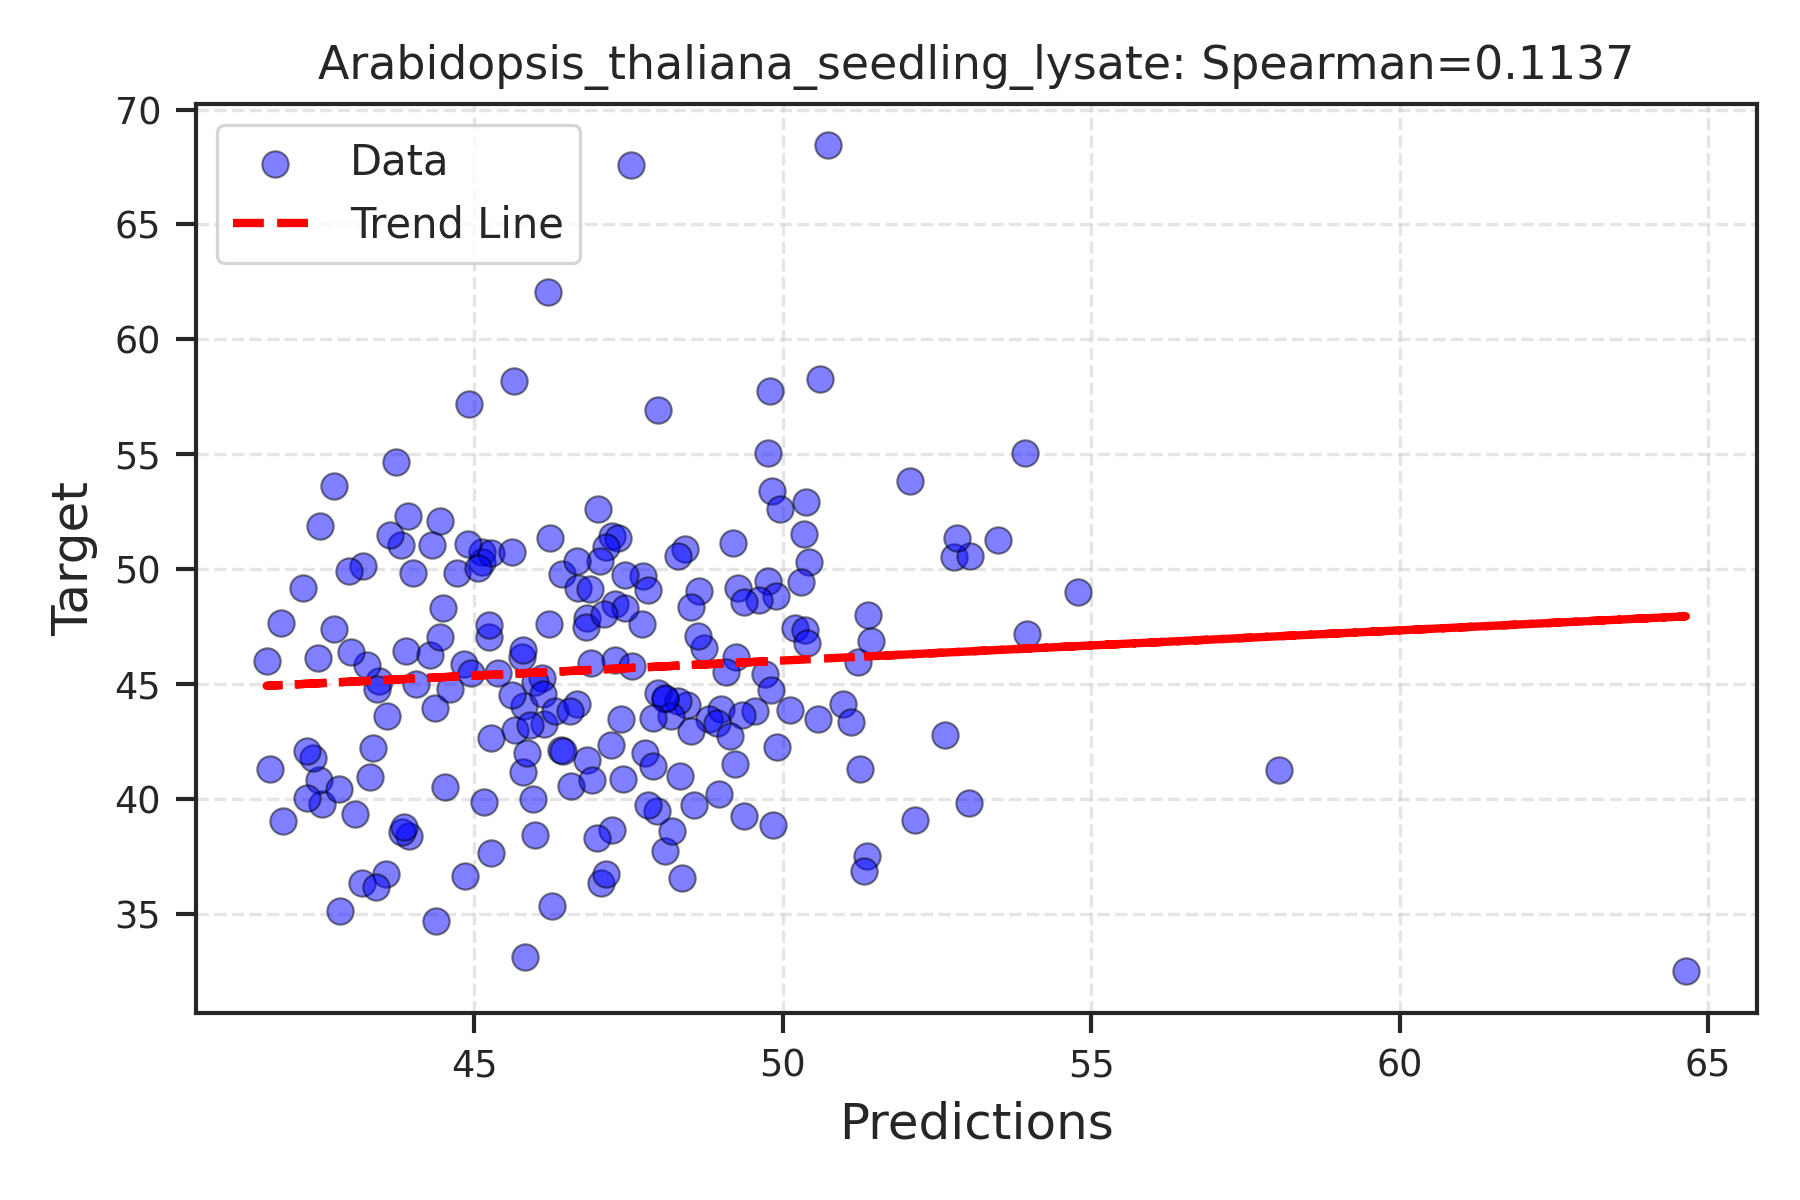 Arabidopsis_thaliana_seedling_lysate: Spearman=0.1137
Data
Trend Line
Target
70
65
60
55
50
45
40
35
45 50 55 60 65
Predictions